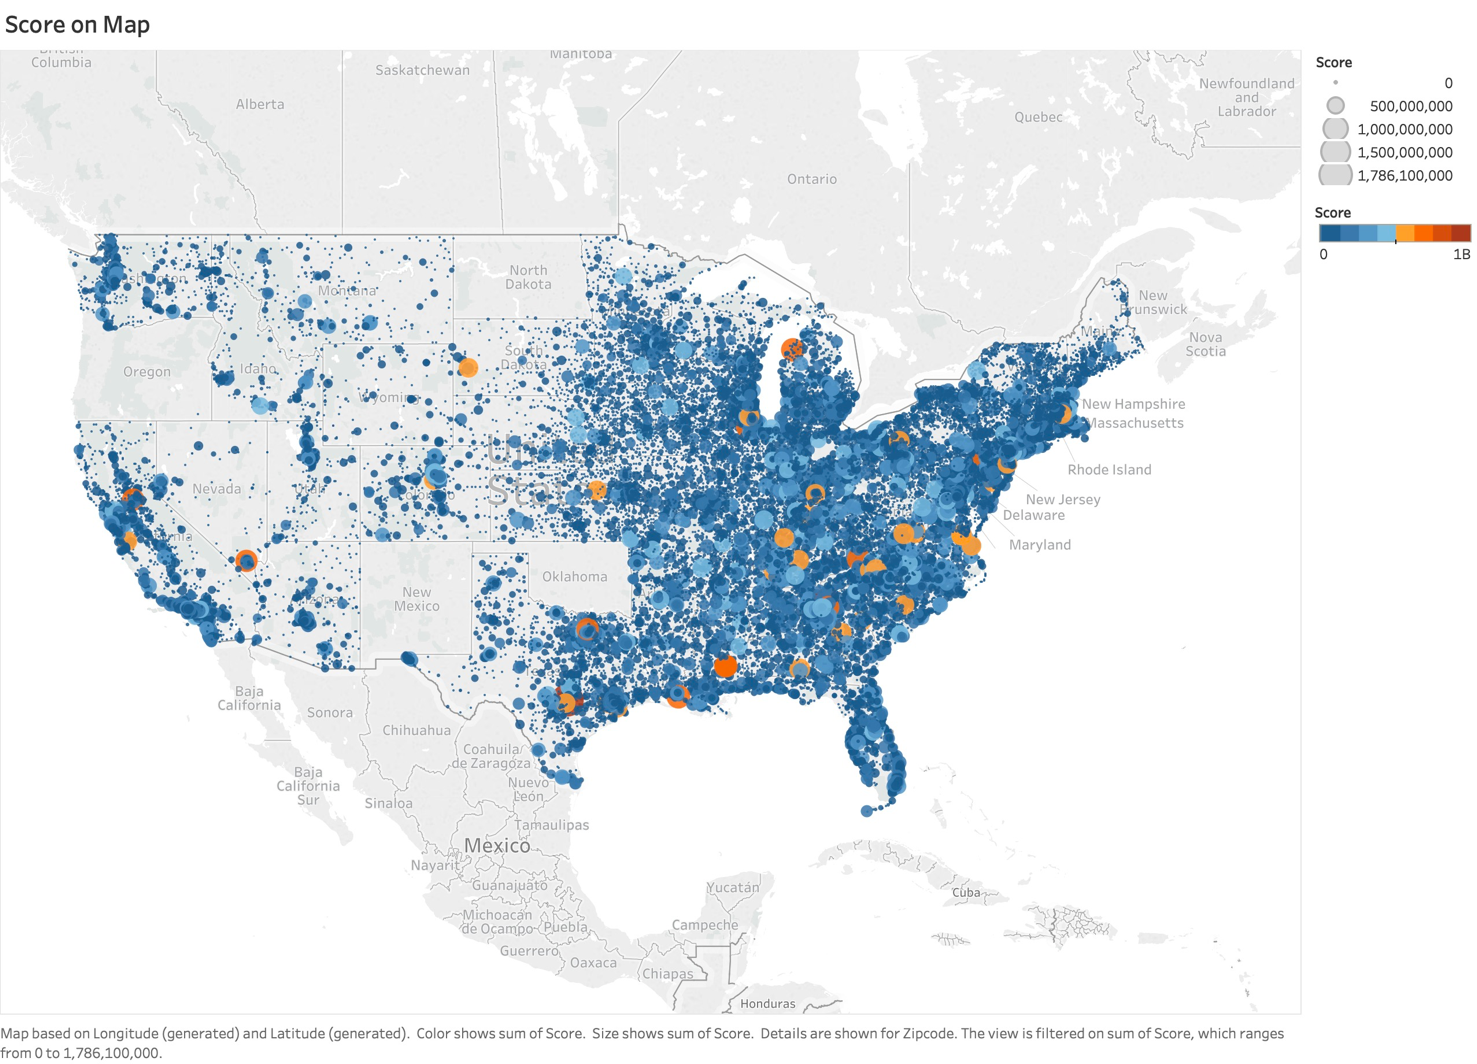 Score on Map
British
Columbia
Manitoba
Saskatchewan
Alberta
Newfoundland
and
Labrador
Quebec
Ontario
Score
0
500,000,000
1,000,000,000
1,500,000,000
1,786,100,000
Score
0
1B
North
Dakota
Montana
New
Brunswick
Maine
Nova
Scotia
South
Dakota
Oregon
Idaho
Wyoming
New Hampshire
Massachusetts
Rhode Island
Nevada
Utah
Colorado
New Jersey
Delaware
Maryland
Oklahoma
New
Mexico
Baja
California
Sonora
Chihuahua
Coahuila
de Zaragoza
Baja
California
Sur
Nuevo
León
Sinaloa
Tamaulipas
Mexico
Nayarit
Guanajuato
Yucatán
Cuba
Michoacán
de Ocampo
Puebla
Campeche
Guerrero
Oaxaca
Chiapas
Honduras
Map based on Longitude (generated) and Latitude (generated).  Color shows sum of Score.  Size shows sum of Score.  Details are shown for Zipcode. The view is filtered on sum of Score, which ranges
from 0 to 1,786,100,000.